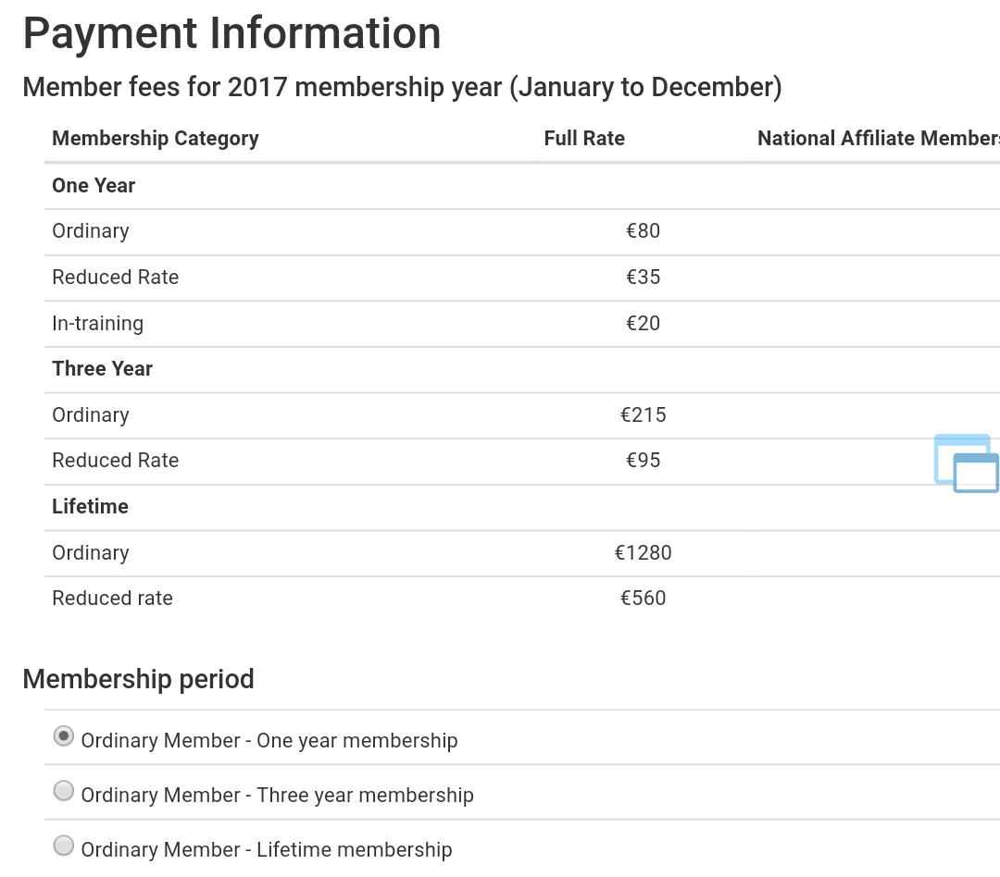 Payment Information
Member fees for 2017 membership year (January to December)
Membership Category Full Rate National Affiliate Members
One Year
Ordinary €80
Reduced Rate €35
In-training €20
Three Year
Ordinary €215
Reduced Rate €95
Lifetime
Ordinary €1280
Reduced rate €560
Membership period
Ordinary Member - One year membership
Ordinary Member - Three year membership
Ordinary Member - Lifetime membership